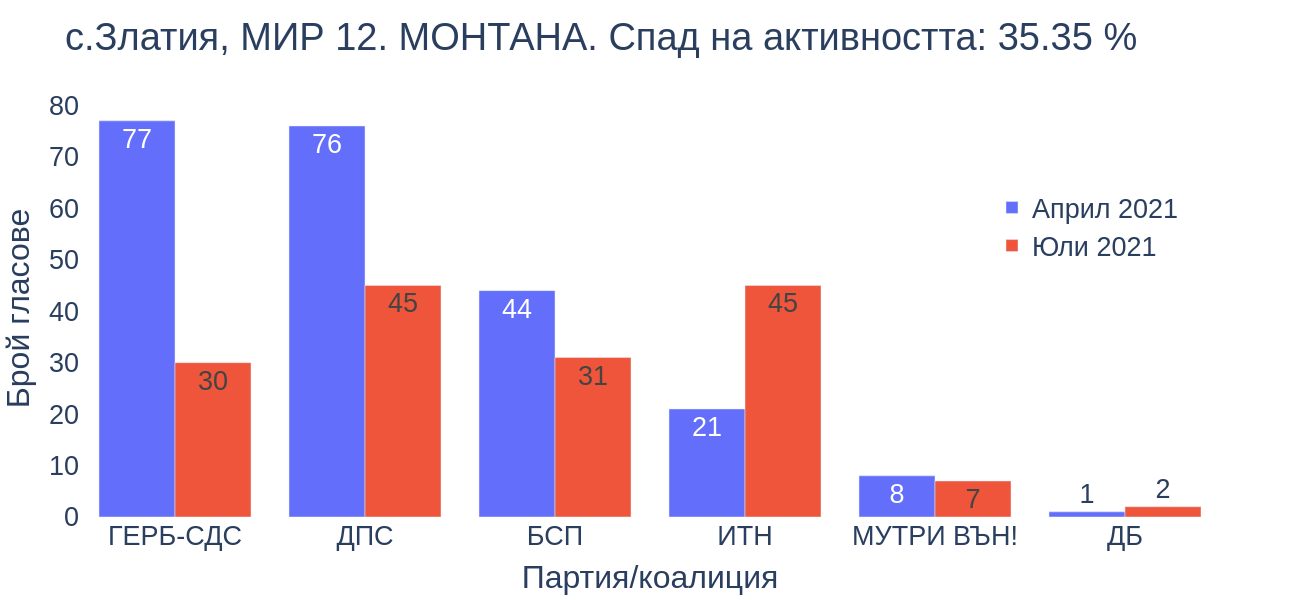 с.Златия, МИР 12. МОНТАНА. Спад на активността: 35.35 %
80
70
60
50
40
30
20
10
0
Брой гласове
77
30
76
45
44
31
21
45
8
7
1
2
Април 2021
Юли 2021
ГЕРБ-СДС
ДПС
БСП
ИТН
МУТРИ ВЪН!
ДБ
Партия/коалиция